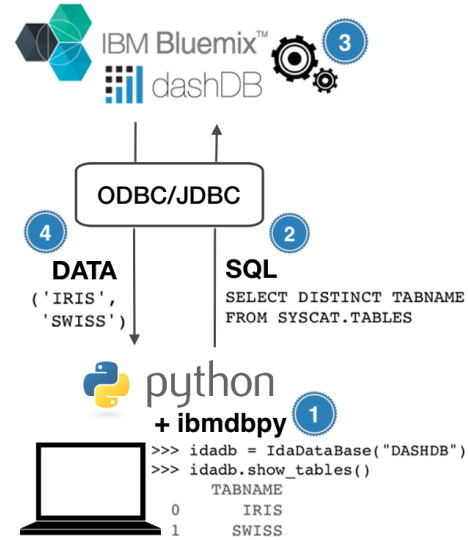 IBM Bluemix™
3
dashDB
ODBC/JDBC
4
2
DATA
SQL
('IRIS',
'SWISS')
SELECT DISTINCT TABNAME
FROM SYSCAT.TABLES
python
+ ibmdbpy
1
>>> idadb = IdaDataBase("DASHDB")
>>> idadb.show_tables()
TABNAME
0 IRIS
1 SWISS